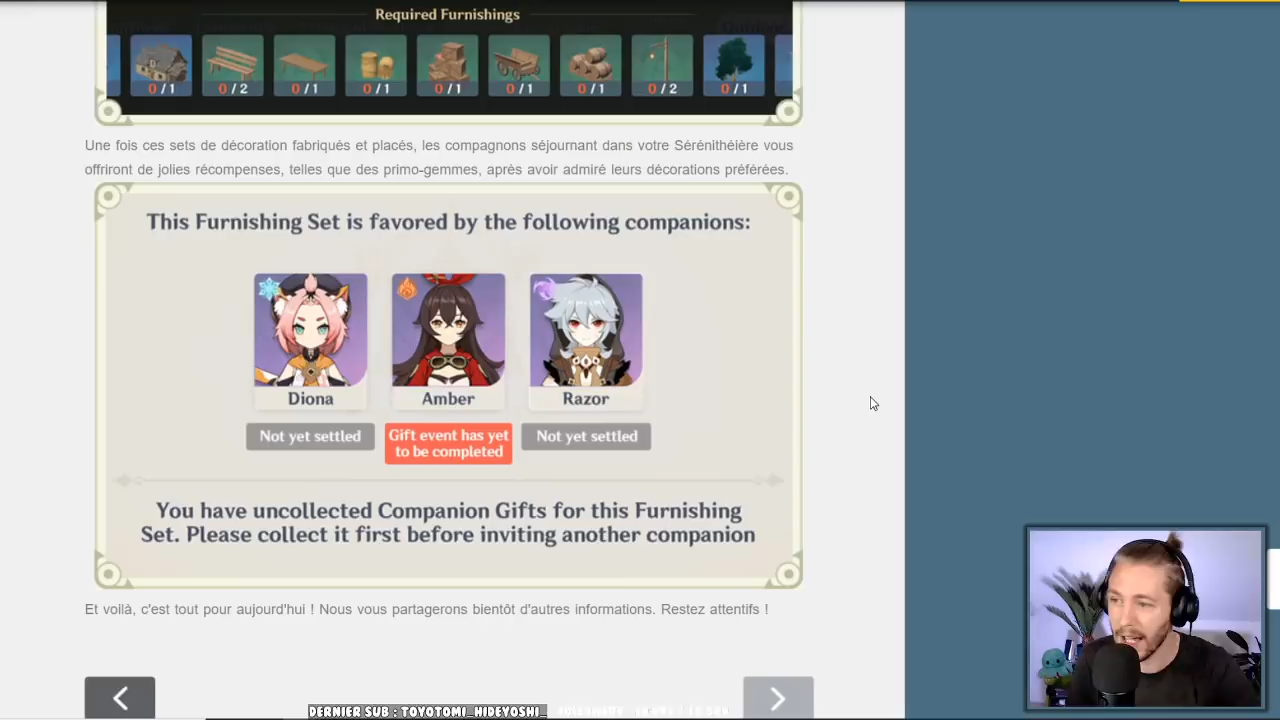 Required Furnishings
0/1 0/2 0/1 0/1 0/1 0/1 0/1 0/2 0/1
Une fois ces sets de décoration fabriqués et placés, les compagnons séjournant dans votre Sérénithéière vous
offriront de jolies récompenses, telles que des primo-gemmes, après avoir admiré leurs décorations préférées.
This Furnishing Set is favored by the following companions:
Diona Amber Razor
Not yet settled
Gift event has yet
to be completed
Not yet settled
You have uncollected Companion Gifts for this Furnishing
Set. Please collect it first before inviting another companion
Et voilà, c'est tout pour aujourd'hui ! Nous vous partagerons bientôt d'autres informations. Restez attentifs !
DERNIER SUB : TOYOTOMI_HIDEYOSHI_